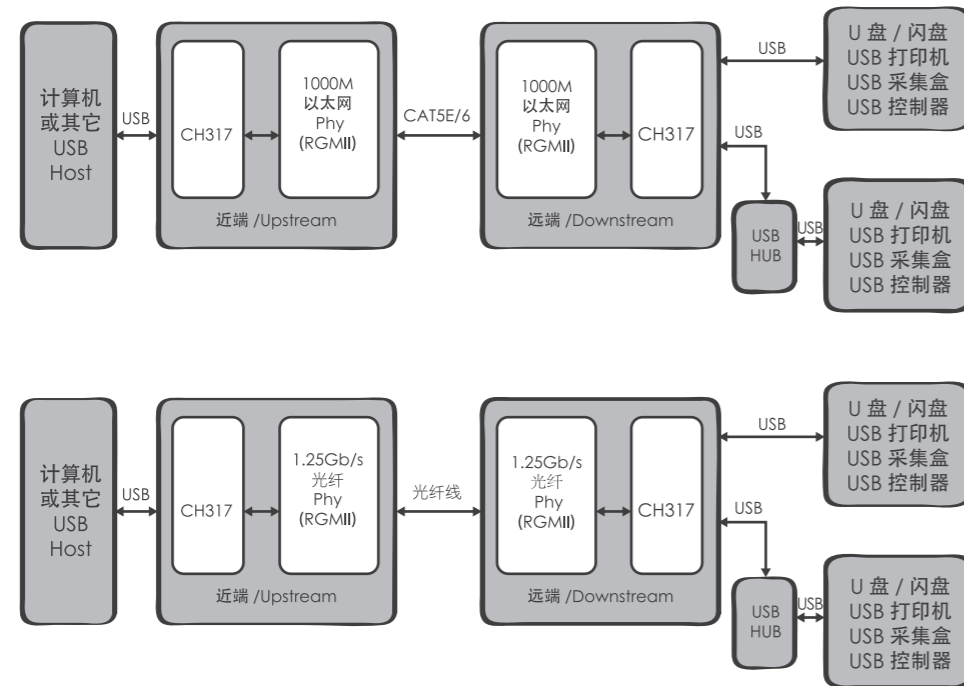 计算机
或其它
USB
Host
USB
CH317
1000M
以太网
Phy
(RGMII)
近端 /Upstream
CAT5E/6
1000M
以太网
Phy
(RGMII)
CH317
远端 /Downstream
USB
U 盘 / 闪盘
USB 打印机
USB 采集盒
USB 控制器
USB
USB
HUB
USB
U 盘 / 闪盘
USB 打印机
USB 采集盒
USB 控制器
计算机
或其它
USB
Host
USB
CH317
1.25Gb/s
光纤
Phy
(RGMII)
近端 /Upstream
光纤线
1.25Gb/s
光纤
Phy
(RGMII)
CH317
远端 /Downstream
USB
U 盘 / 闪盘
USB 打印机
USB 采集盒
USB 控制器
USB
USB
HUB
USB
U 盘 / 闪盘
USB 打印机
USB 采集盒
USB 控制器